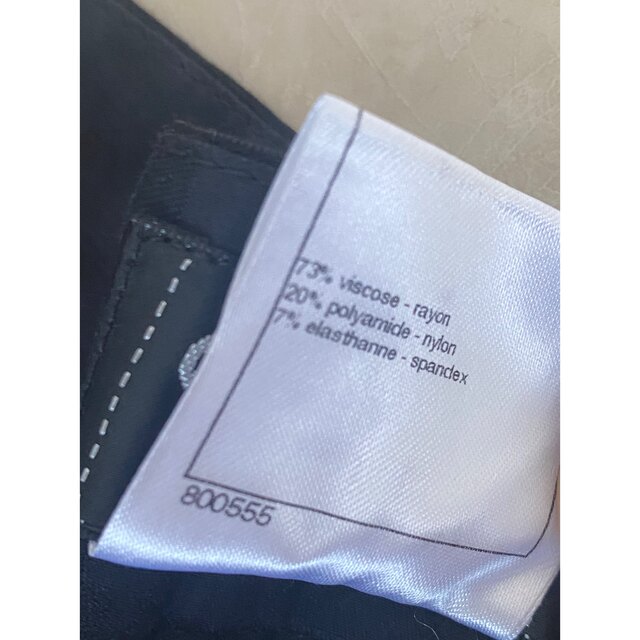 73% viscose - rayon
20% polyamide - nylon
7% elasthanne - spandex
800555